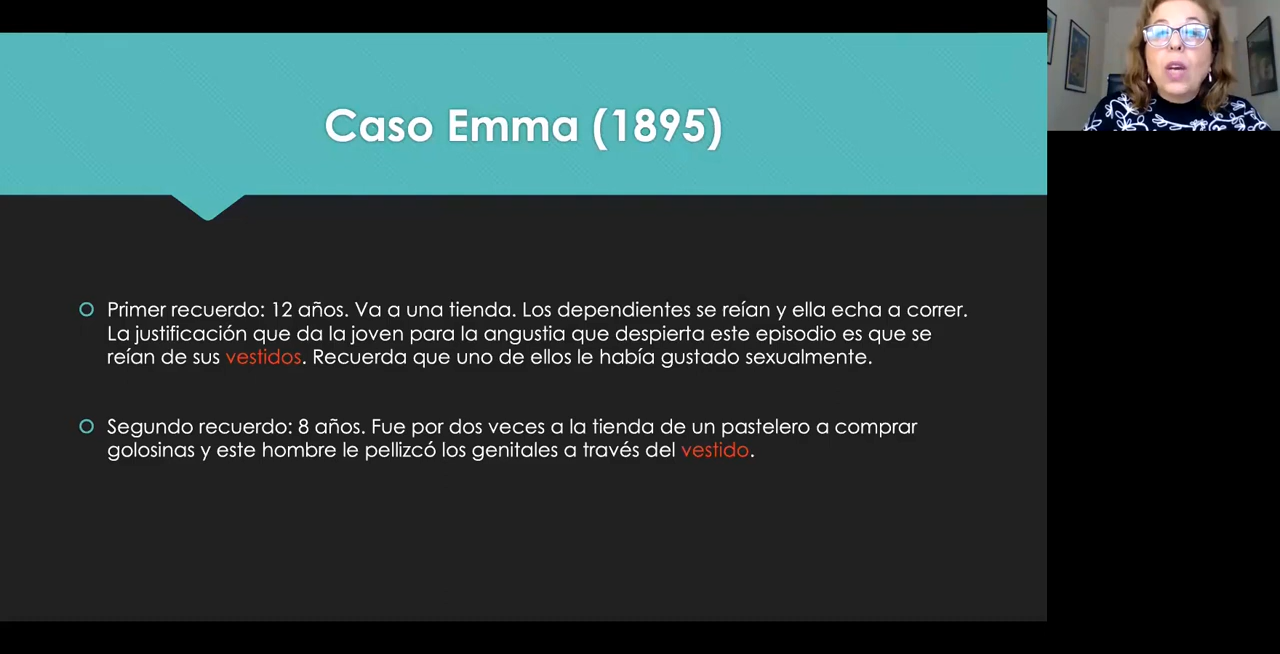 Caso Emma (1895)
Primer recuerdo: 12 años. Va a una tienda. Los dependientes se reían y ella echa a correr.
La justificación que da la joven para la angustia que despierta este episodio es que se
reían de sus vestidos. Recuerda que uno de ellos le había gustado sexualmente.
Segundo recuerdo: 8 años. Fue por dos veces a la tienda de un pastelero a comprar
golosinas y este hombre le pellizcó los genitales a través del vestido.